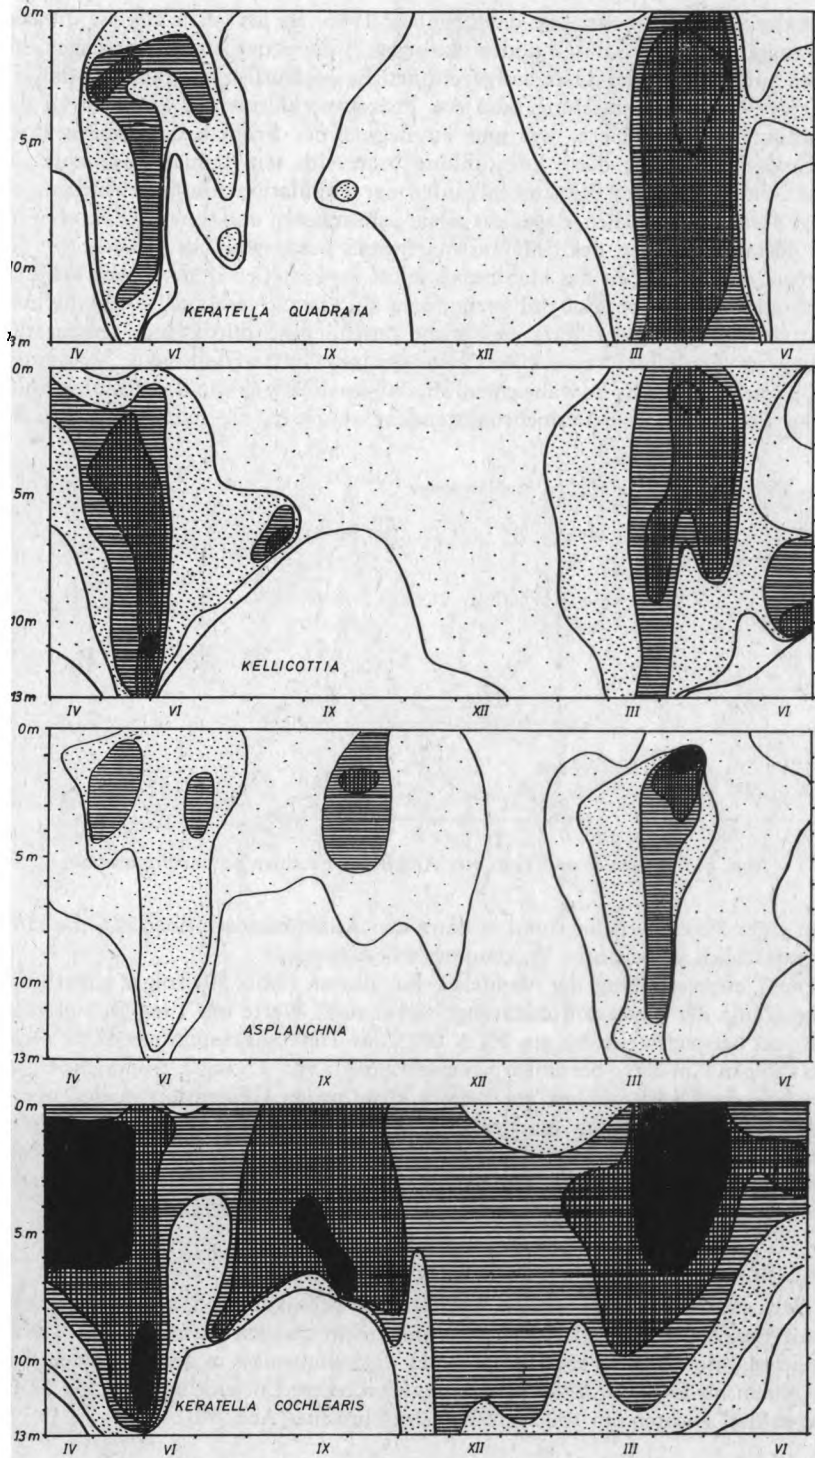 0m
5m
10m
KERATELLA QUADRATA
13m
IV VI IX XII III VI
0m
5m
10m
KELLICOTTIA
13m
IV VI IX XII III VI
0m
5m
10m
ASPLANCHNA
13m
IV VI IX XII III VI
0m
5m
10m
KERATELLA COCHLEARIS
13m
IV VI IX XII III VI